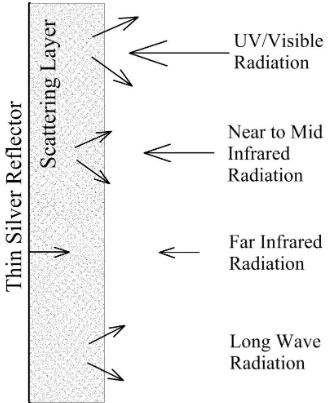 Thin Silver Reflector
Scattering Layer
UV/Visible
Radiation
Near to Mid
Infrared
Radiation
Far Infrared
Radiation
Long Wave
Radiation